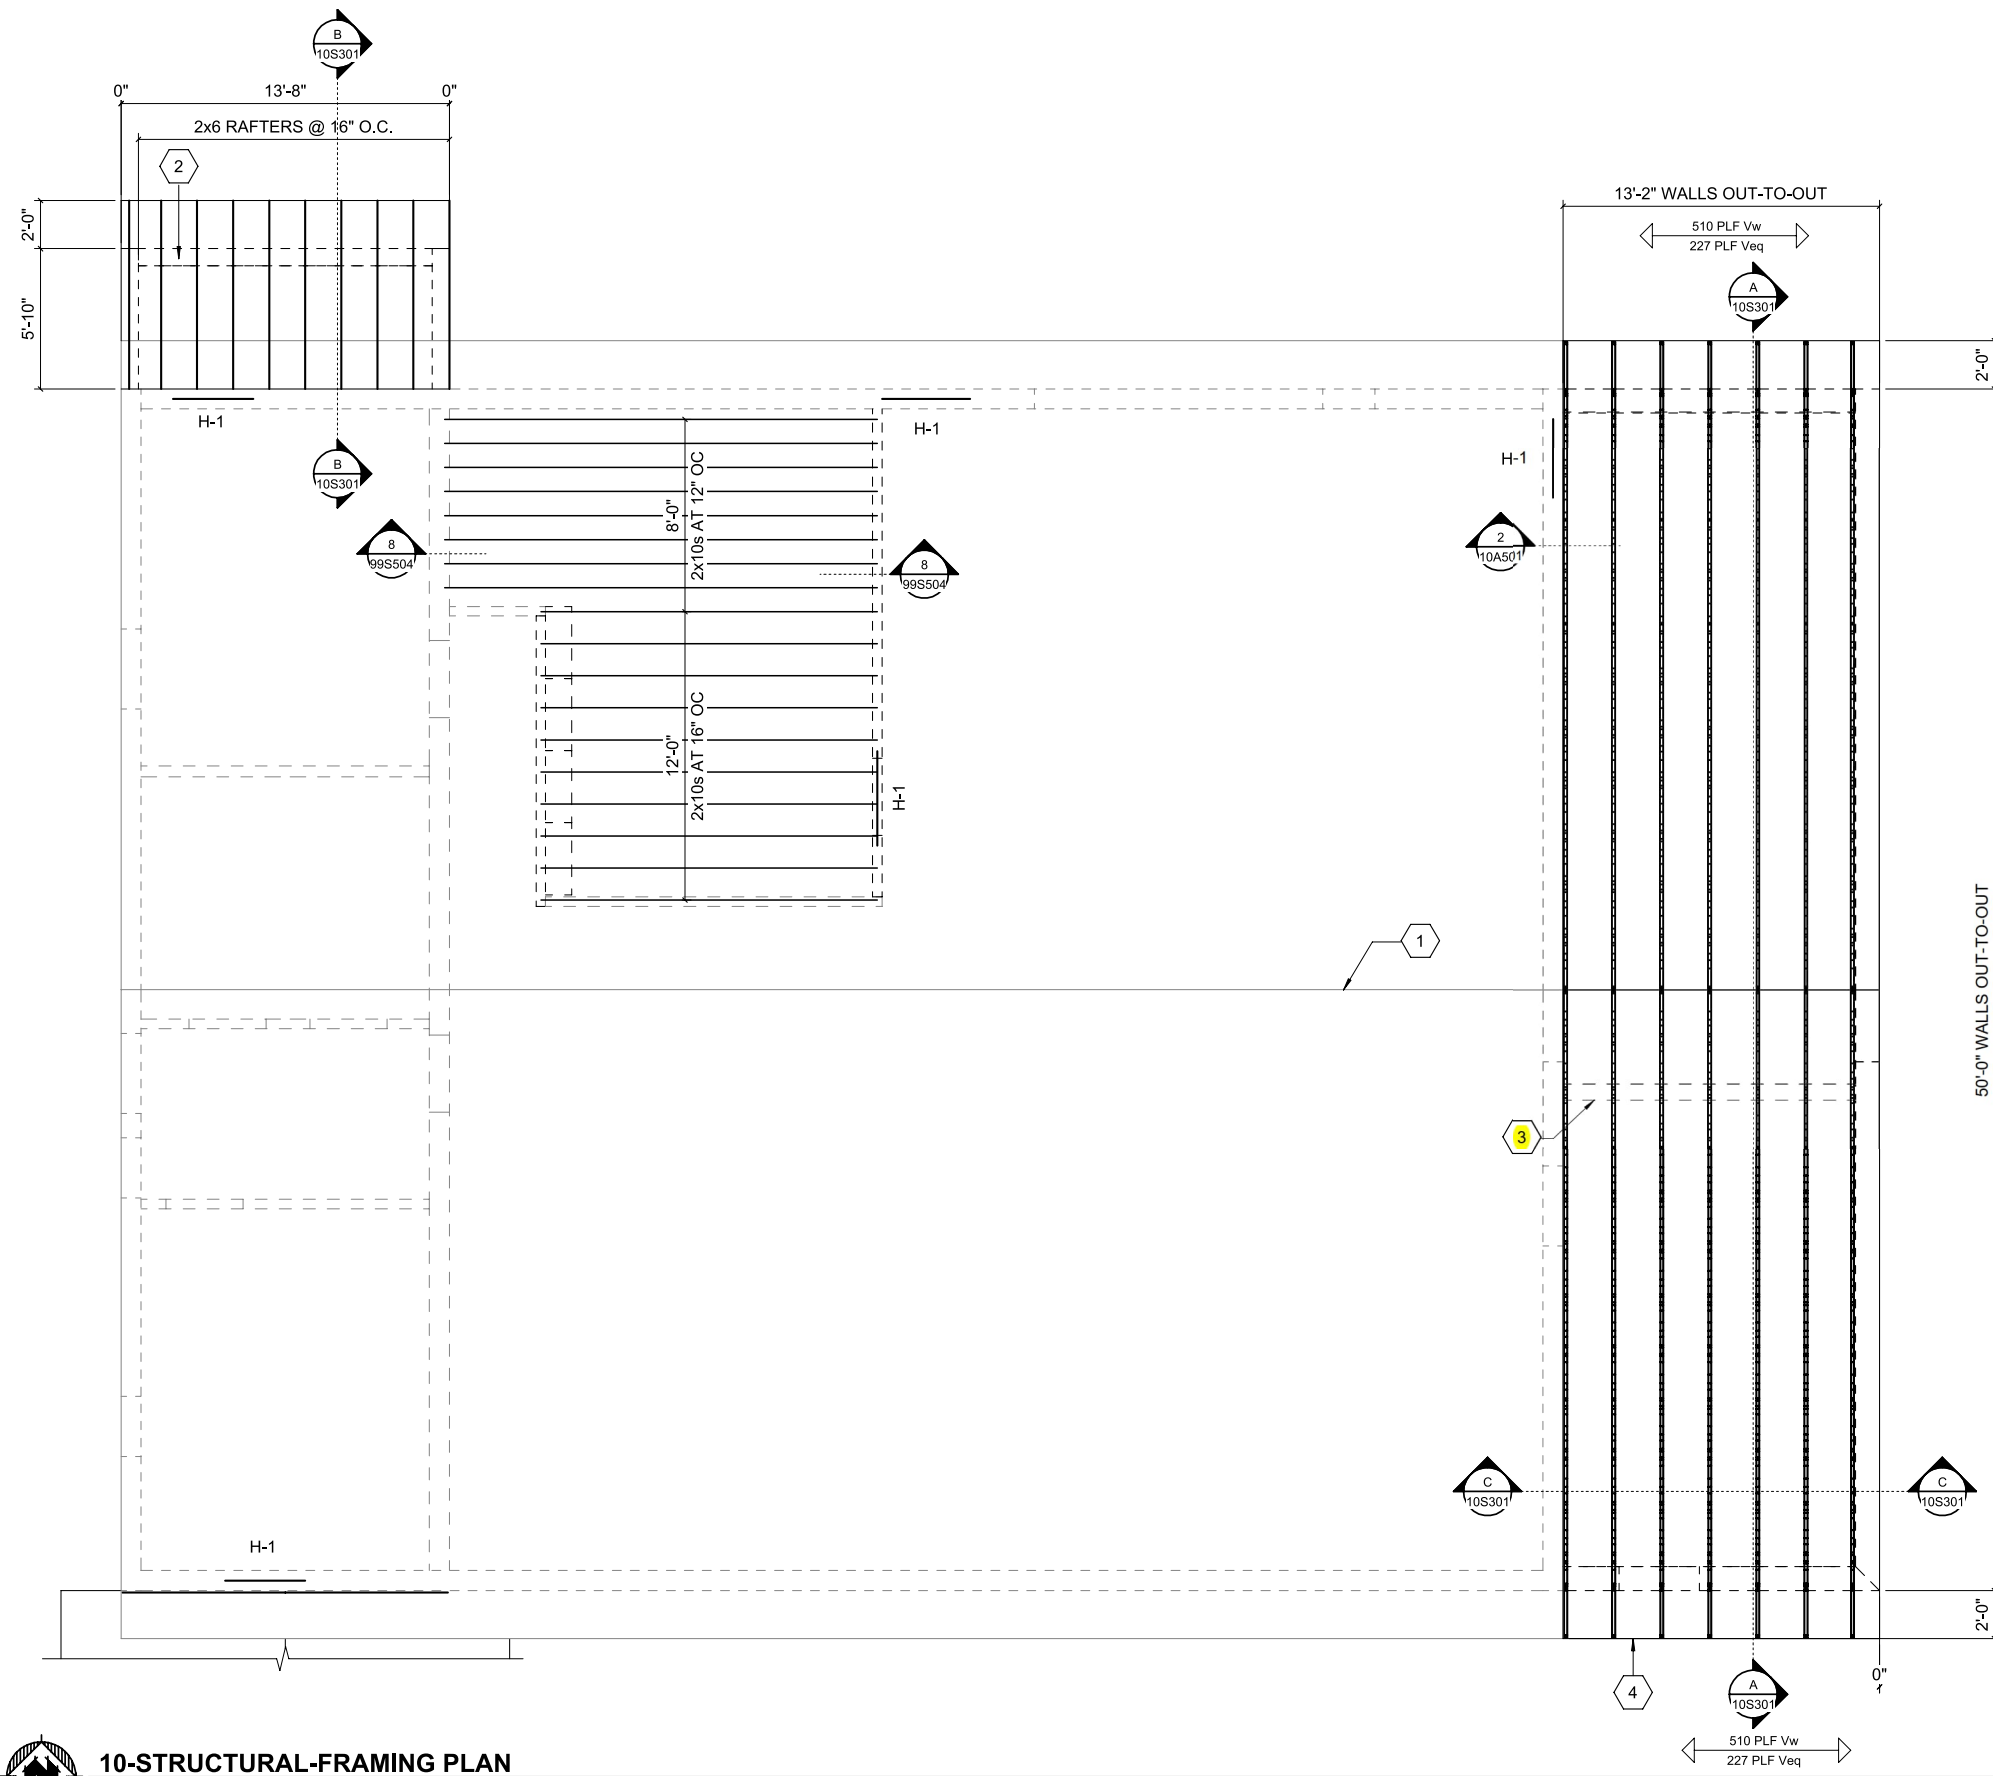 B
10S301
0"
13'-8"
0"
2x6 RAFTERS @ 16" O.C.
2
2'-0"
5'-10"
13'-2" WALLS OUT-TO-OUT
510 PLF Vw
227 PLF Veq
A
10S301
2'-0"
H-1
H-1
H-1
B
10S301
8'-0"
2x10s AT 12" OC
8
99S504
8
99S504
2
10A501
12'-0"
2x10s AT 16" OC
H-1
1
50'-0" WALLS OUT-TO-OUT
3
C
10S301
C
10S301
H-1
2'-0"
0"
4
A
10S301
510 PLF Vw
227 PLF Veq
10-STRUCTURAL-FRAMING PLAN